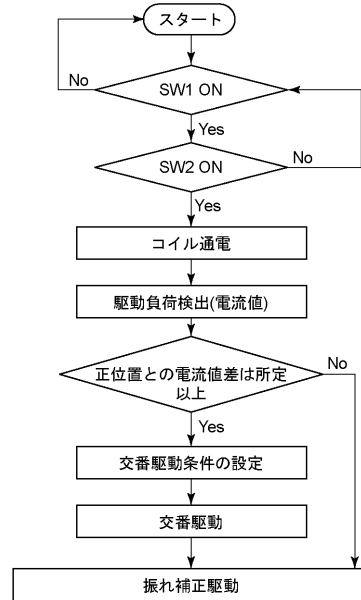 スタート
No
SW1 ON
Yes
SW2 ON
No
Yes
コイル通電
駆動負荷検出(電流値)
No
正位置との電流値差は所定
以上
Yes
交番駆動条件の設定
交番駆動
振れ補正駆動